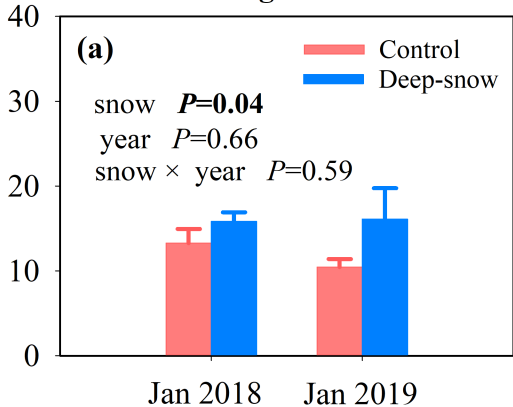 40
30
20
10
0
(a)
Control
Deep-snow
snow P=0.04
year P=0.66
snow × year P=0.59
Jan 2018 Jan 2019